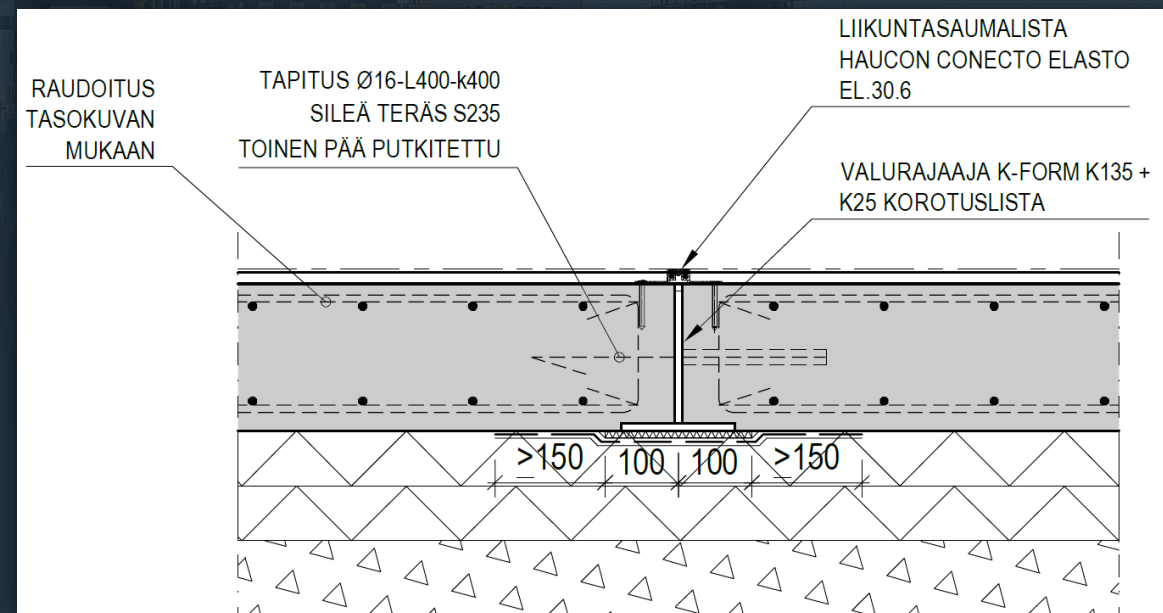 RAUDOITUS
TASOKUVAN
MUKAAN
TAPITUS Ø16-L400-k400
SILEÄ TERÄS S235
TOINEN PÄÄ PUTKITETTU
LIIKUNTASAUMALISTA
HAUCON CONECTO ELASTO
EL.30.6
VALURAJAAJA K-FORM K135 +
K25 KOROTUSLISTA
≥150 100 100 ≥150